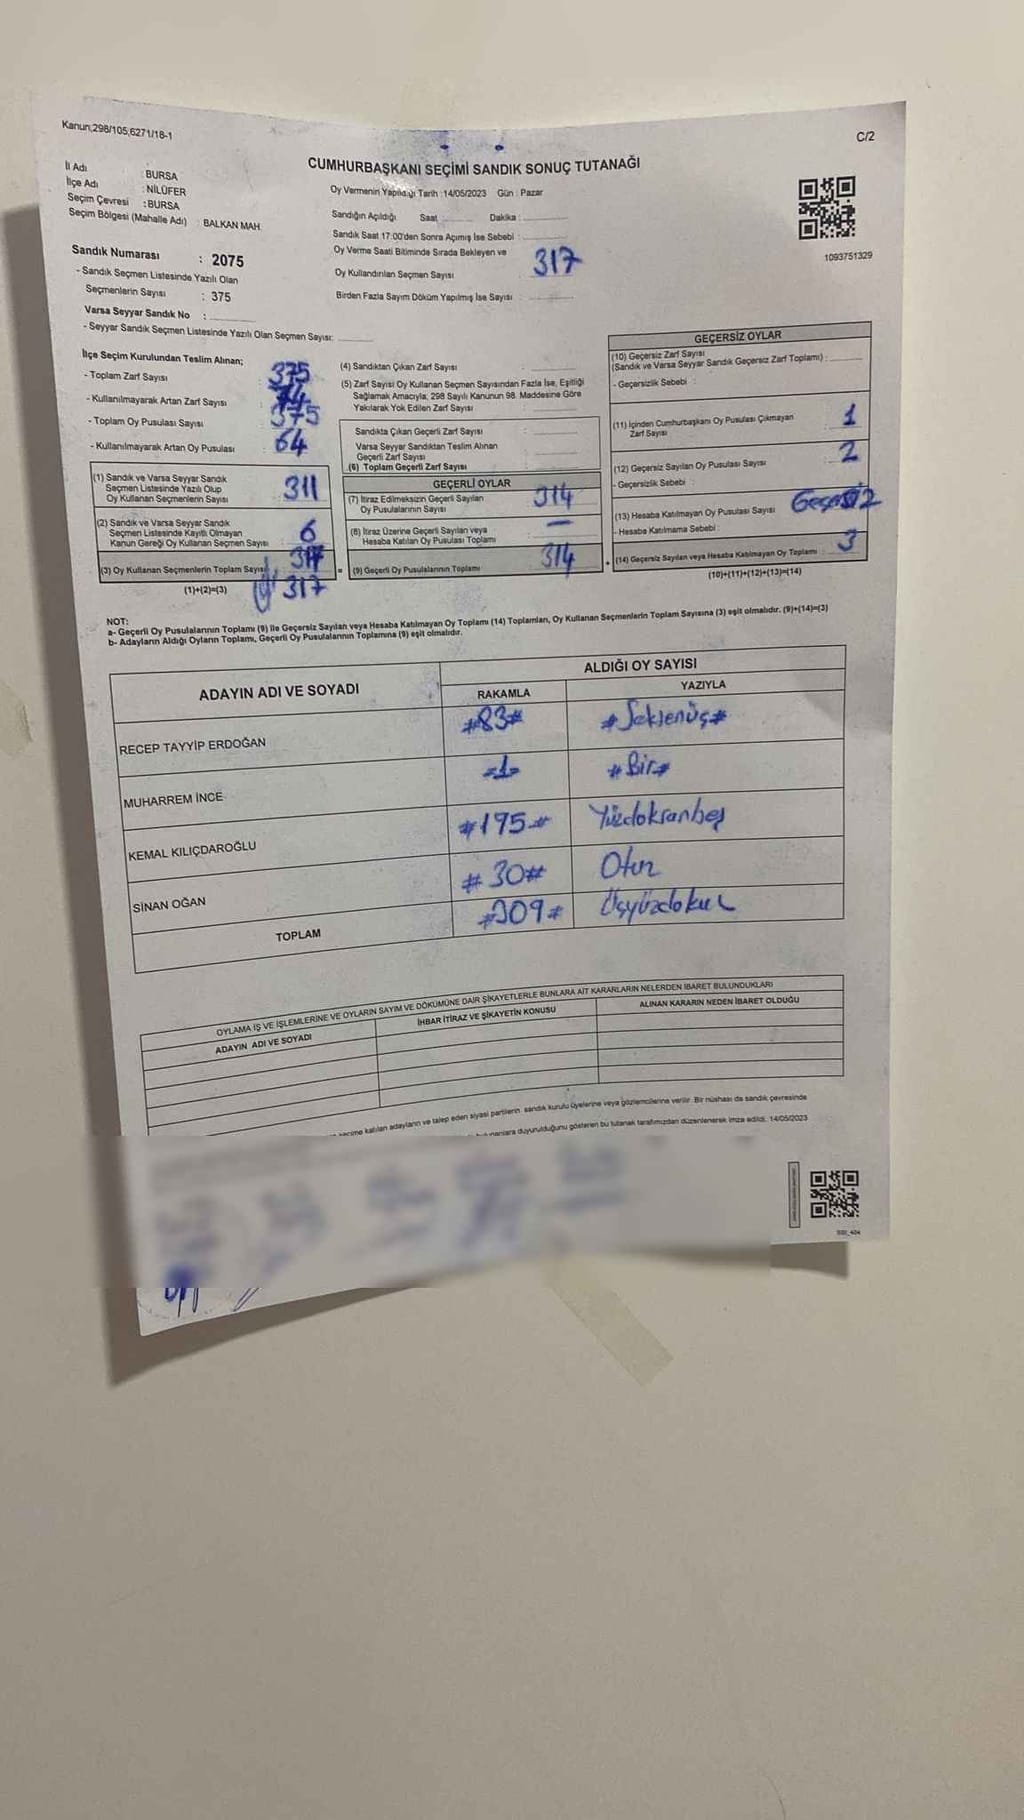 Kanun;298/105,6271/18-1
C/2
CUMHURBAŞKANI SEÇİMİ SANDIK SONUÇ TUTANAĞI
İl Adı : BURSA
İlçe Adı : NİLÜFER
Seçim Çevresi : BURSA
Seçim Bölgesi (Mahalle Adı) : BALKAN MAH.
Sandık Numarası : 2075
- Sandık Seçmen Listesinde Yazılı Olan
Seçmenlerin Sayısı : 375
Varsa Seyyar Sandık No :
- Seyyar Sandık Seçmen Listesinde Yazılı Olan Seçmen Sayısı:
Oy Vermenin Yapıldığı Tarih :14/05/2023 Gün : Pazar
Sandığın Açıldığı Saat Dakika :
Sandık Saat 17:00'den Sonra Açımış İse Sebebi :
Oy Verme Saati Bitiminde Sırada Bekleyen ve
Oy Kullandırılan Seçmen Sayısı 317
Birden Fazla Sayım Döküm Yapılmış İse Sayısı :
1093751329
İlçe Seçim Kurulundan Teslim Alınan;
- Toplam Zarf Sayısı : 375
- Kullanılmayarak Artan Zarf Sayısı :
- Toplam Oy Pusulası Sayısı : 375
- Kullanılmayarak Artan Oy Pusulası : 64
(1) Sandık ve Varsa Seyyar Sandık
Seçmen Listesinde Yazılı Olup
Oy Kullanan Seçmenlerin Sayısı : 311
(2) Sandık ve Varsa Seyyar Sandık
Seçmen Listesinde Kayıtlı Olmayan
Kanun Gereği Oy Kullanan Seçmen Sayısı : 6
(3) Oy Kullanan Seçmenlerin Toplam Sayısı
(1)+(2)=(3) 317
(4) Sandıktan Çıkan Zarf Sayısı :
(5) Zarf Sayısı Oy Kullanan Seçmen Sayısından Fazla İse, Eşitliği
Sağlamak Amacıyla, 298 Sayılı Kanunun 98. Maddesine Göre
Yakılarak Yok Edilen Zarf Sayısı :
Sandıkta Çıkan Geçerli Zarf Sayısı :
Varsa Seyyar Sandıktan Teslim Alınan
Geçerli Zarf Sayısı :
(6) Toplam Geçerli Zarf Sayısı :
GEÇERLİ OYLAR
(7) İtiraz Edilmeksizin Geçerli Sayılan
Oy Pusulasının Sayısı : 314
(8) İtiraz Üzerine Geçerli Sayılan veya
Hesaba Katılan Oy Pusulası Toplamı : —
= (9) Geçerli Oy Pusulalarının Toplamı : 314
GEÇERSİZ OYLAR
(10) Geçersiz Zarf Sayısı
(Sandık ve Varsa Seyyar Sandık Geçersiz Zarf Toplamı) :
- Geçersizlik Sebebi :
(11) İçinden Cumhurbaşkanı Oy Pusulası Çıkmayan
Zarf Sayısı : 1
(12) Geçersiz Sayılan Oy Pusulası Sayısı : 2
- Geçersizlik Sebebi : Geçersiz
(13) Hesaba Katılmayan Oy Pusulası Sayısı :
- Hesaba Katılmama Sebebi :
+ (14) Geçersiz Sayılan veya Hesaba Katılmayan Oy Toplamı : 3
(10)+(11)+(12)+(13)=(14)
NOT:
a- Geçerli Oy Pusulalarının Toplamı (9) ile Geçersiz Sayılan veya Hesaba Katılmayan Oy Toplamı (14) Toplamları, Oy Kullanan Seçmenlerin Toplam Sayısına (3) eşit olmalıdır. (9)+(14)=(3)
b- Adayların Aldığı Oyların Toplamı, Geçerli Oy Pusulalarının Toplamına (9) eşit olmalıdır.
ADAYIN ADI VE SOYADI
ALDIĞI OY SAYISI
RAKAMLA YAZIYLA
RECEP TAYYİP ERDOĞAN #83# #Seksenüç#
MUHARREM İNCE =1= #Bir#
KEMAL KILIÇDAROĞLU #195# Yüzdoksanbeş
SİNAN OĞAN #30# Otuz
TOPLAM #309# Üçyüzdokuz
OYLAMA İŞ VE İŞLEMLERİNE VE OYLARIN SAYIM VE DÖKÜMÜNE DAİR ŞİKAYETLERLE BUNLARA AİT KARARLARIN NELERDEN İBARET BULUNDUKLARI
ADAYIN ADI VE SOYADI İHBAR İTİRAZ VE ŞİKAYETİN KONUSU ALINAN KARARIN NEDEN İBARET OLDUĞU
seçime katılan adayların ve talep eden siyasi partilerin sandık kurulu üyelerine veya gözlemcilerine verilir. Bir nüshası da sandık çevresinde
duyurulduğunu gösteren bu tutanak tarafımızdan düzenlenerek imza edildi. 14/05/2023